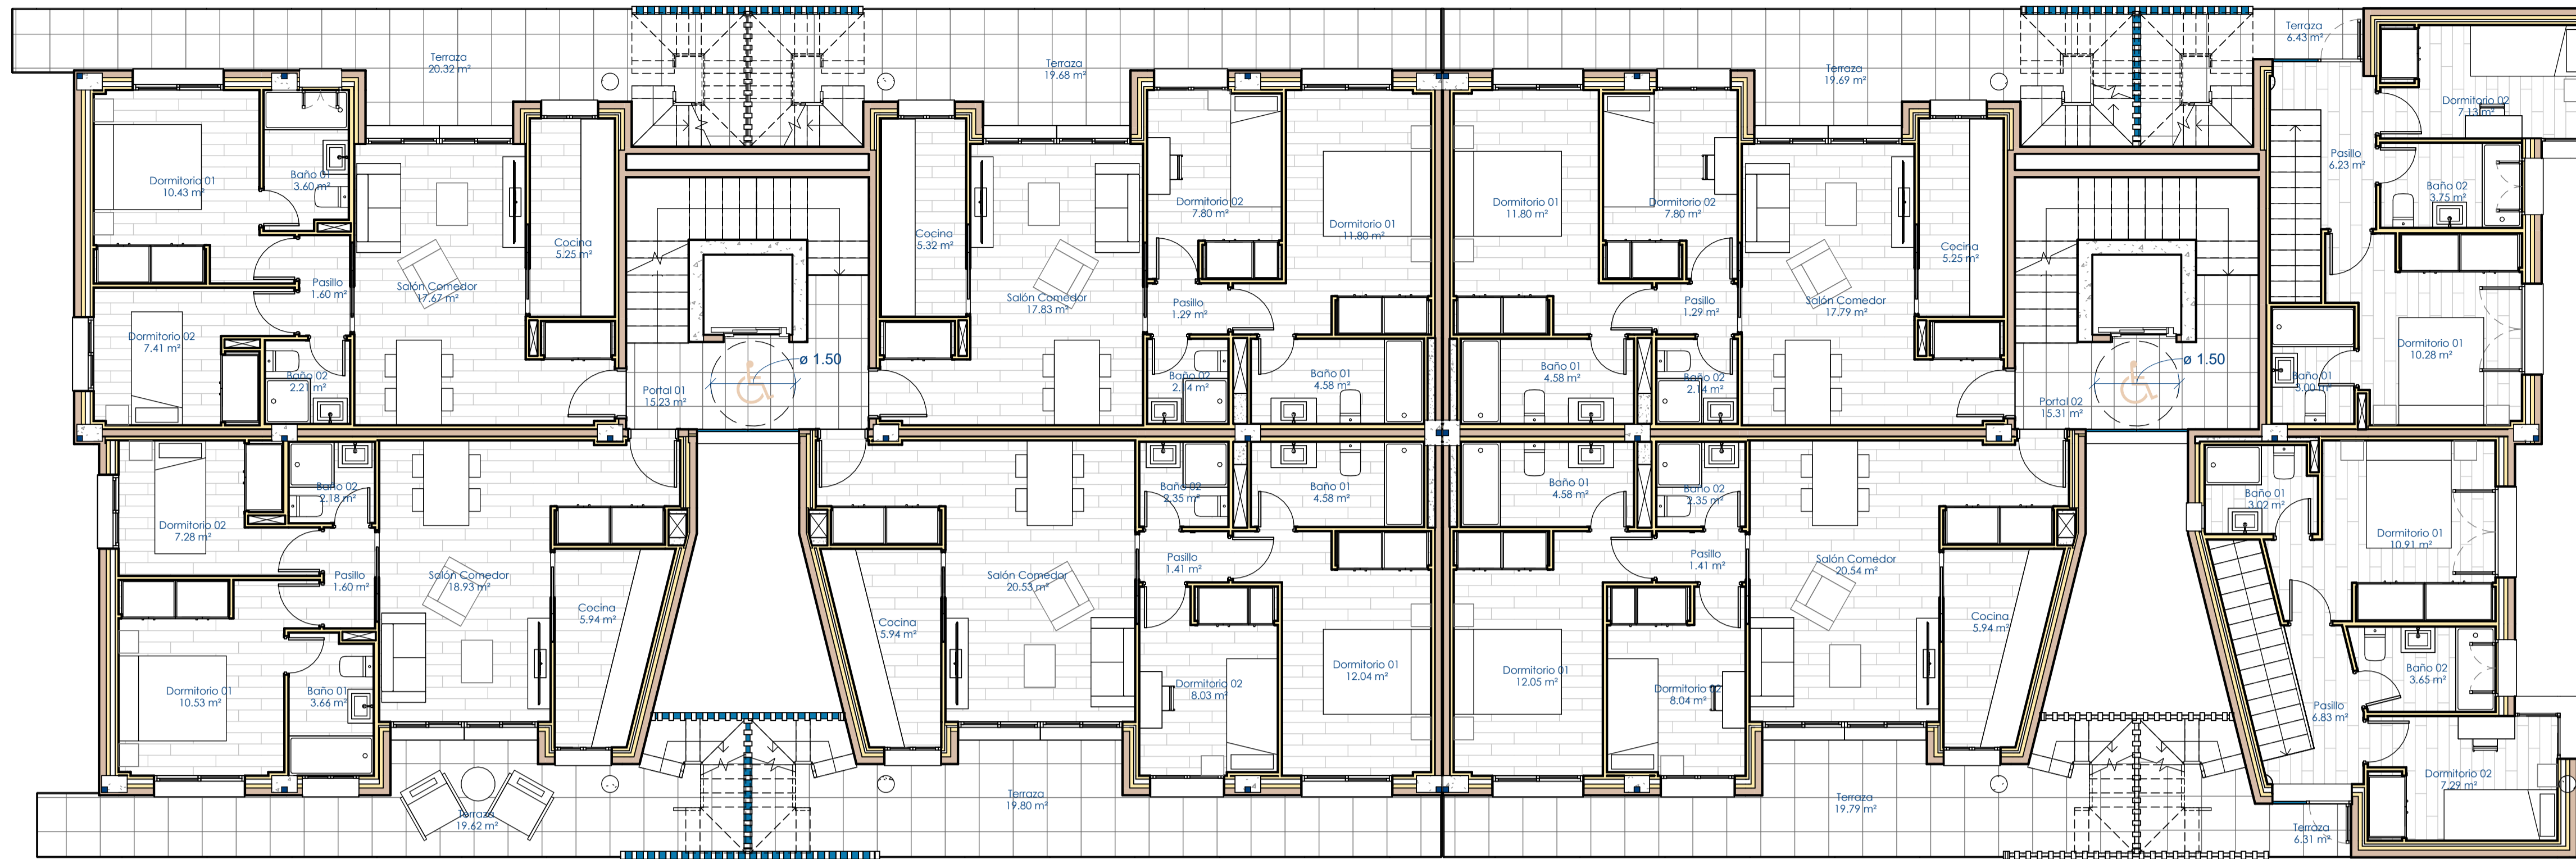 Terraza
20.32 m²
Terraza
19.68 m²
Terraza
19.69 m²
Terraza
6.43 m²
Dormitorio 01
10.43 m²
Baño 01
3.60 m²
Pasillo
1.60 m²
Salón Comedor
17.67 m²
Cocina
5.25 m²
Dormitorio 02
7.41 m²
Baño 02
2.21 m²
Portal 01
15.23 m²
ø 1.50
Cocina
5.32 m²
Salón Comedor
17.83 m²
Dormitorio 02
7.80 m²
Dormitorio 01
11.80 m²
Pasillo
1.29 m²
Baño 02
2.14 m²
Baño 01
4.58 m²
Dormitorio 01
11.80 m²
Dormitorio 02
7.80 m²
Pasillo
1.29 m²
Baño 01
4.58 m²
Baño 02
2.14 m²
Salón Comedor
17.79 m²
Cocina
5.25 m²
Portal 02
15.31 m²
ø 1.50
Pasillo
6.23 m²
Dormitorio 02
7.13 m²
Baño 02
3.75 m²
Dormitorio 01
10.28 m²
Baño 01
3.00 m²
Dormitorio 02
7.28 m²
Baño 02
2.18 m²
Pasillo
1.60 m²
Salón Comedor
18.93 m²
Cocina
5.94 m²
Dormitorio 01
10.53 m²
Baño 01
3.66 m²
Terraza
19.62 m²
Cocina
5.94 m²
Salón Comedor
20.53 m²
Baño 02
2.35 m²
Baño 01
4.58 m²
Pasillo
1.41 m²
Dormitorio 02
8.03 m²
Dormitorio 01
12.04 m²
Terraza
19.80 m²
Baño 01
4.58 m²
Baño 02
2.35 m²
Pasillo
1.41 m²
Dormitorio 01
12.05 m²
Dormitorio 02
8.04 m²
Salón Comedor
20.54 m²
Cocina
5.94 m²
Terraza
19.79 m²
Baño 01
3.02 m²
Dormitorio 01
10.91 m²
Baño 02
3.65 m²
Pasillo
6.83 m²
Dormitorio 02
7.29 m²
Terraza
6.31 m²